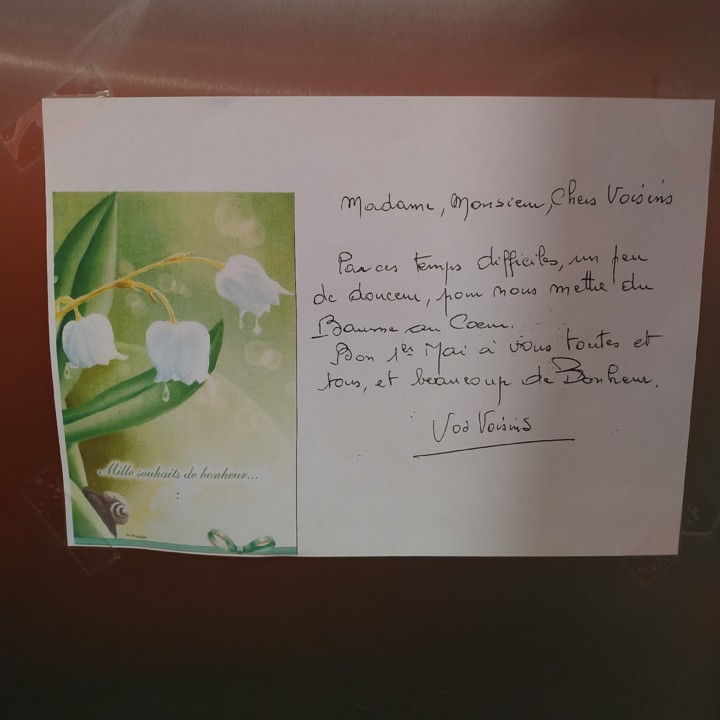 Madame, Monsieur, Chers Voisins
Par ces temps difficiles, un peu
de douceur, pour nous mettre du
Baume au Coeur.
Bon 1er Mai à vous toutes et
tous, et beaucoup de Bonheur.
Vos Voisins
Mille souhaits de bonheur...
: